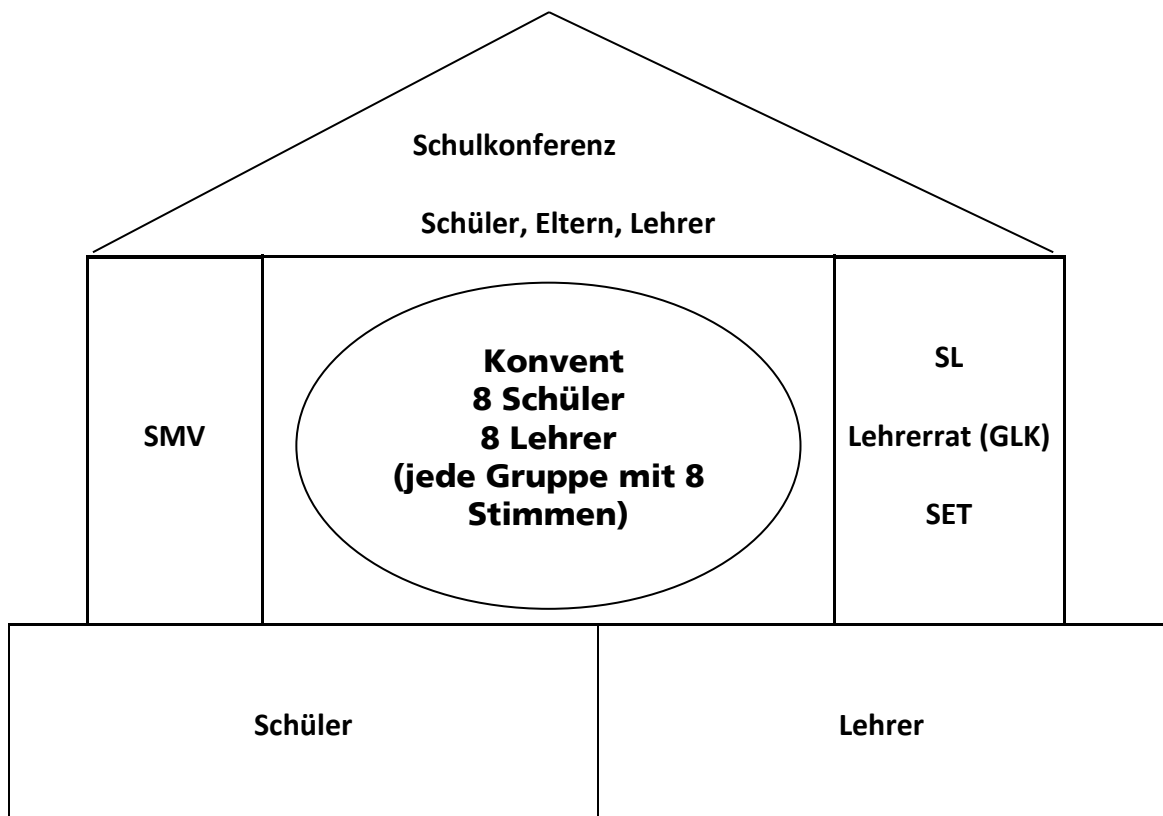 Schulkonferenz
Schüler, Eltern, Lehrer
SMV
Konvent
8 Schüler
8 Lehrer
(jede Gruppe mit 8
Stimmen)
SL
Lehrerrat (GLK)
SET
Schüler
Lehrer